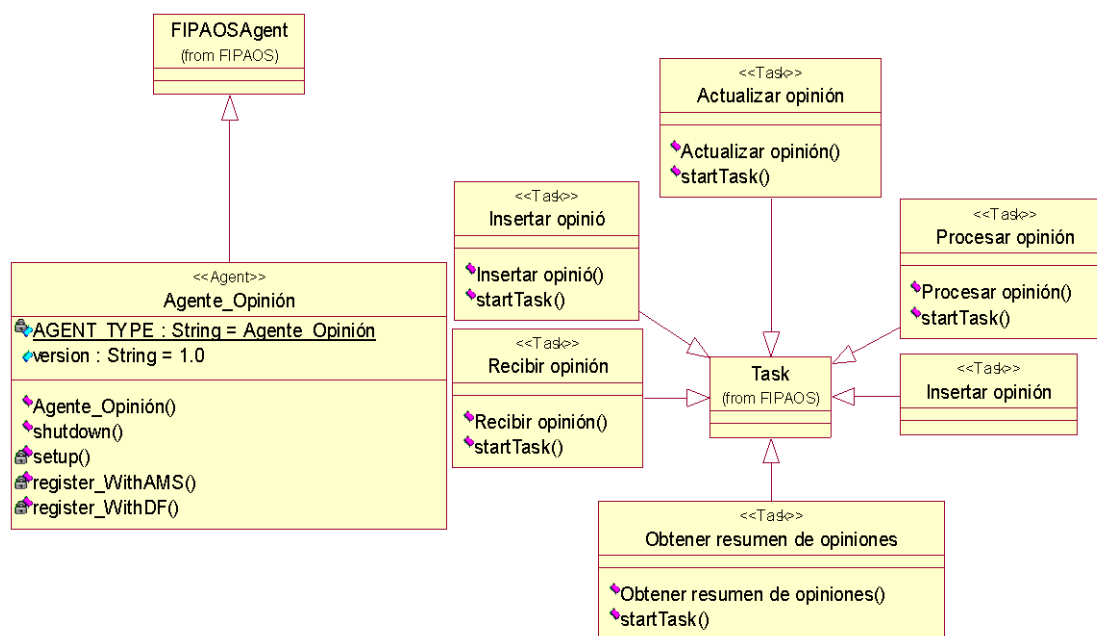 FIPAOSAgent
(from FIPAOS)
<<Task>>
Actualizar opinión
Actualizar opinión()
startTask()
<<Task>>
Insertar opinió
Insertar opinió()
startTask()
<<Task>>
Procesar opinión
Procesar opinión()
startTask()
<<Agent>>
Agente_Opinión
AGENT_TYPE : String = Agente_Opinión
version : String = 1.0
Agente_Opinión()
shutdown()
setup()
register_WithAMS()
register_WithDF()
<<Task>>
Recibir opinión
Recibir opinión()
startTask()
Task
(from FIPAOS)
<<Task>>
Insertar opinión
<<Task>>
Obtener resumen de opiniones
Obtener resumen de opiniones()
startTask()